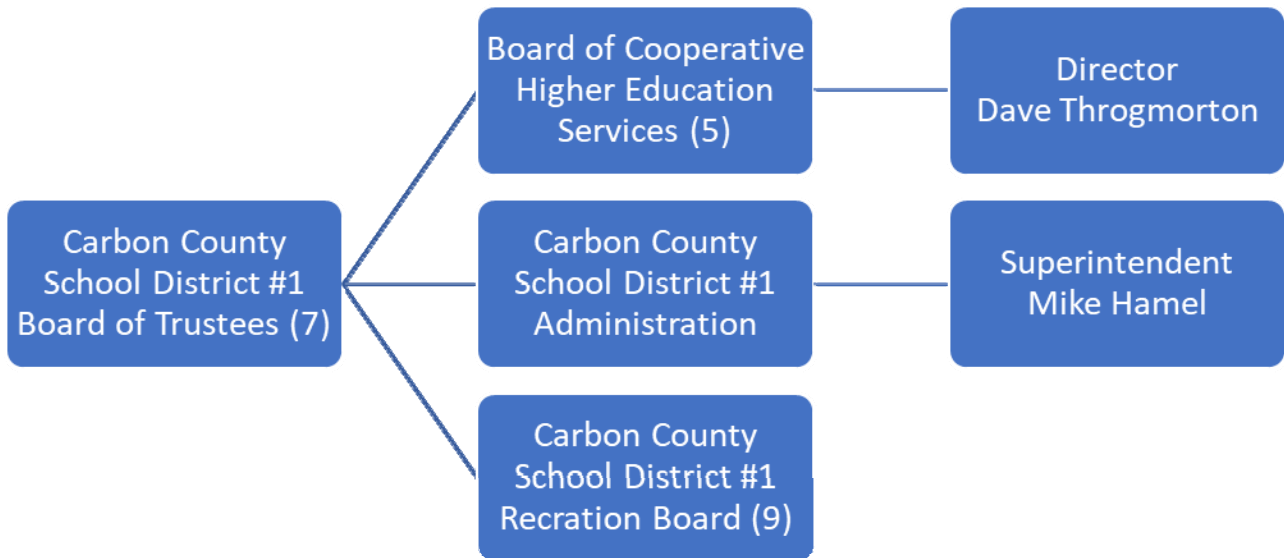 Board of Cooperative
Higher Education
Services (5)
Director
Dave Throgmorton
Carbon County
School District #1
Board of Trustees (7)
Carbon County
School District #1
Administration
Superintendent
Mike Hamel
Carbon County
School District #1
Recration Board (9)